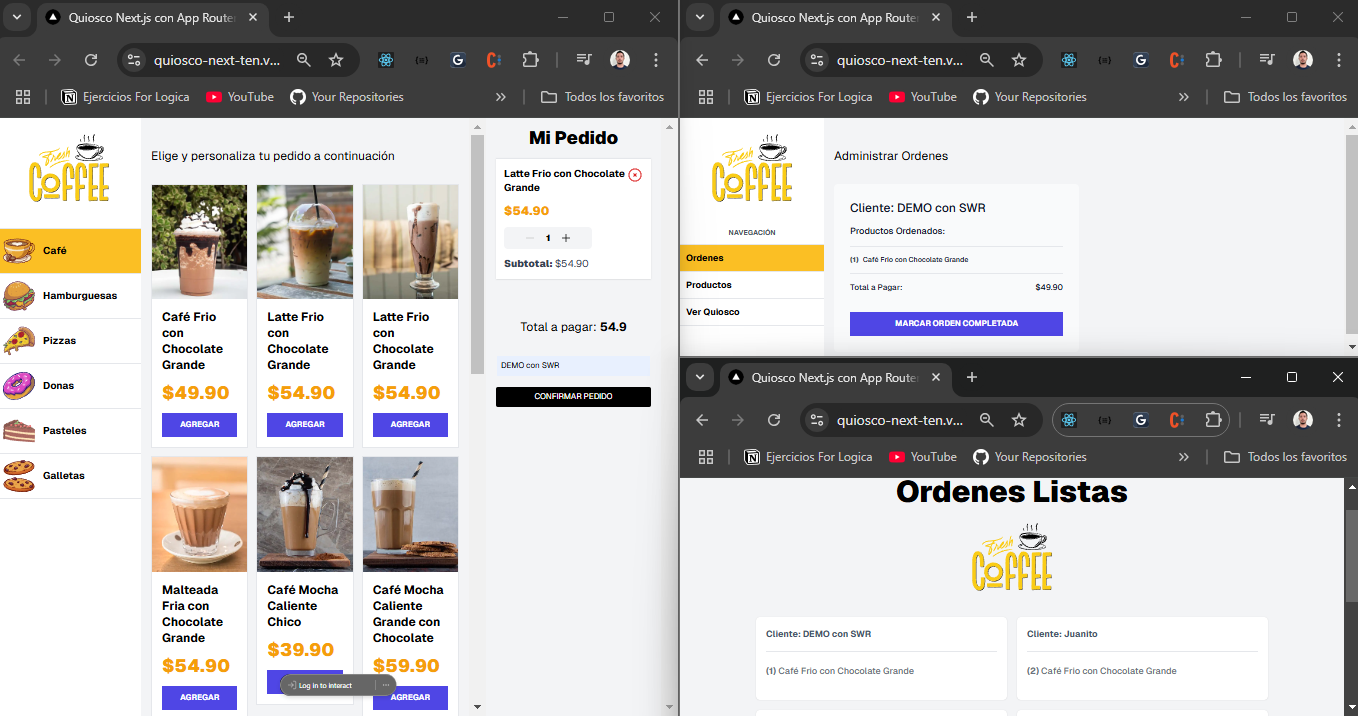 Quiosco Next.js con App Route
quiosco-next-ten.v...
Ejercicios For Logica
YouTube
Your Repositories
Todos los favoritos
Fresh
COFFEE
Café
Hamburguesas
Pizzas
Donas
Pasteles
Galletas
Elige y personaliza tu pedido a continuación
Café Frio
con
Chocolate
Grande
$49.90
AGREGAR
Latte Frio
con
Chocolate
Grande
$54.90
AGREGAR
Latte Frio
con
Chocolate
Grande
$54.90
AGREGAR
Malteada
Fria con
Chocolate
Grande
$54.90
AGREGAR
Café Mocha
Caliente
Chico
$39.90
Log in to interact
Café Mocha
Caliente
Grande con
Chocolate
$59.90
AGREGAR
Mi Pedido
Latte Frio con Chocolate
Grande
$54.90
1
Subtotal: $54.90
Total a pagar: 54.9
DEMO con SWR
CONFIRMAR PEDIDO
Quiosco Next.js con App Route
quiosco-next-ten.v...
Ejercicios For Logica
YouTube
Your Repositories
Todos los favoritos
Fresh
COFFEE
NAVEGACIÓN
Ordenes
Productos
Ver Quiosco
Administrar Ordenes
Cliente: DEMO con SWR
Productos Ordenados:
(1) Café Frio con Chocolate Grande
Total a Pagar: $49.90
MARCAR ORDEN COMPLETADA
Quiosco Next.js con App Route
quiosco-next-ten.v...
Ejercicios For Logica
YouTube
Your Repositories
Todos los favoritos
Ordenes Listas
Fresh
COFFEE
Cliente: DEMO con SWR
(1) Café Frio con Chocolate Grande
Cliente: Juanito
(2) Café Frio con Chocolate Grande